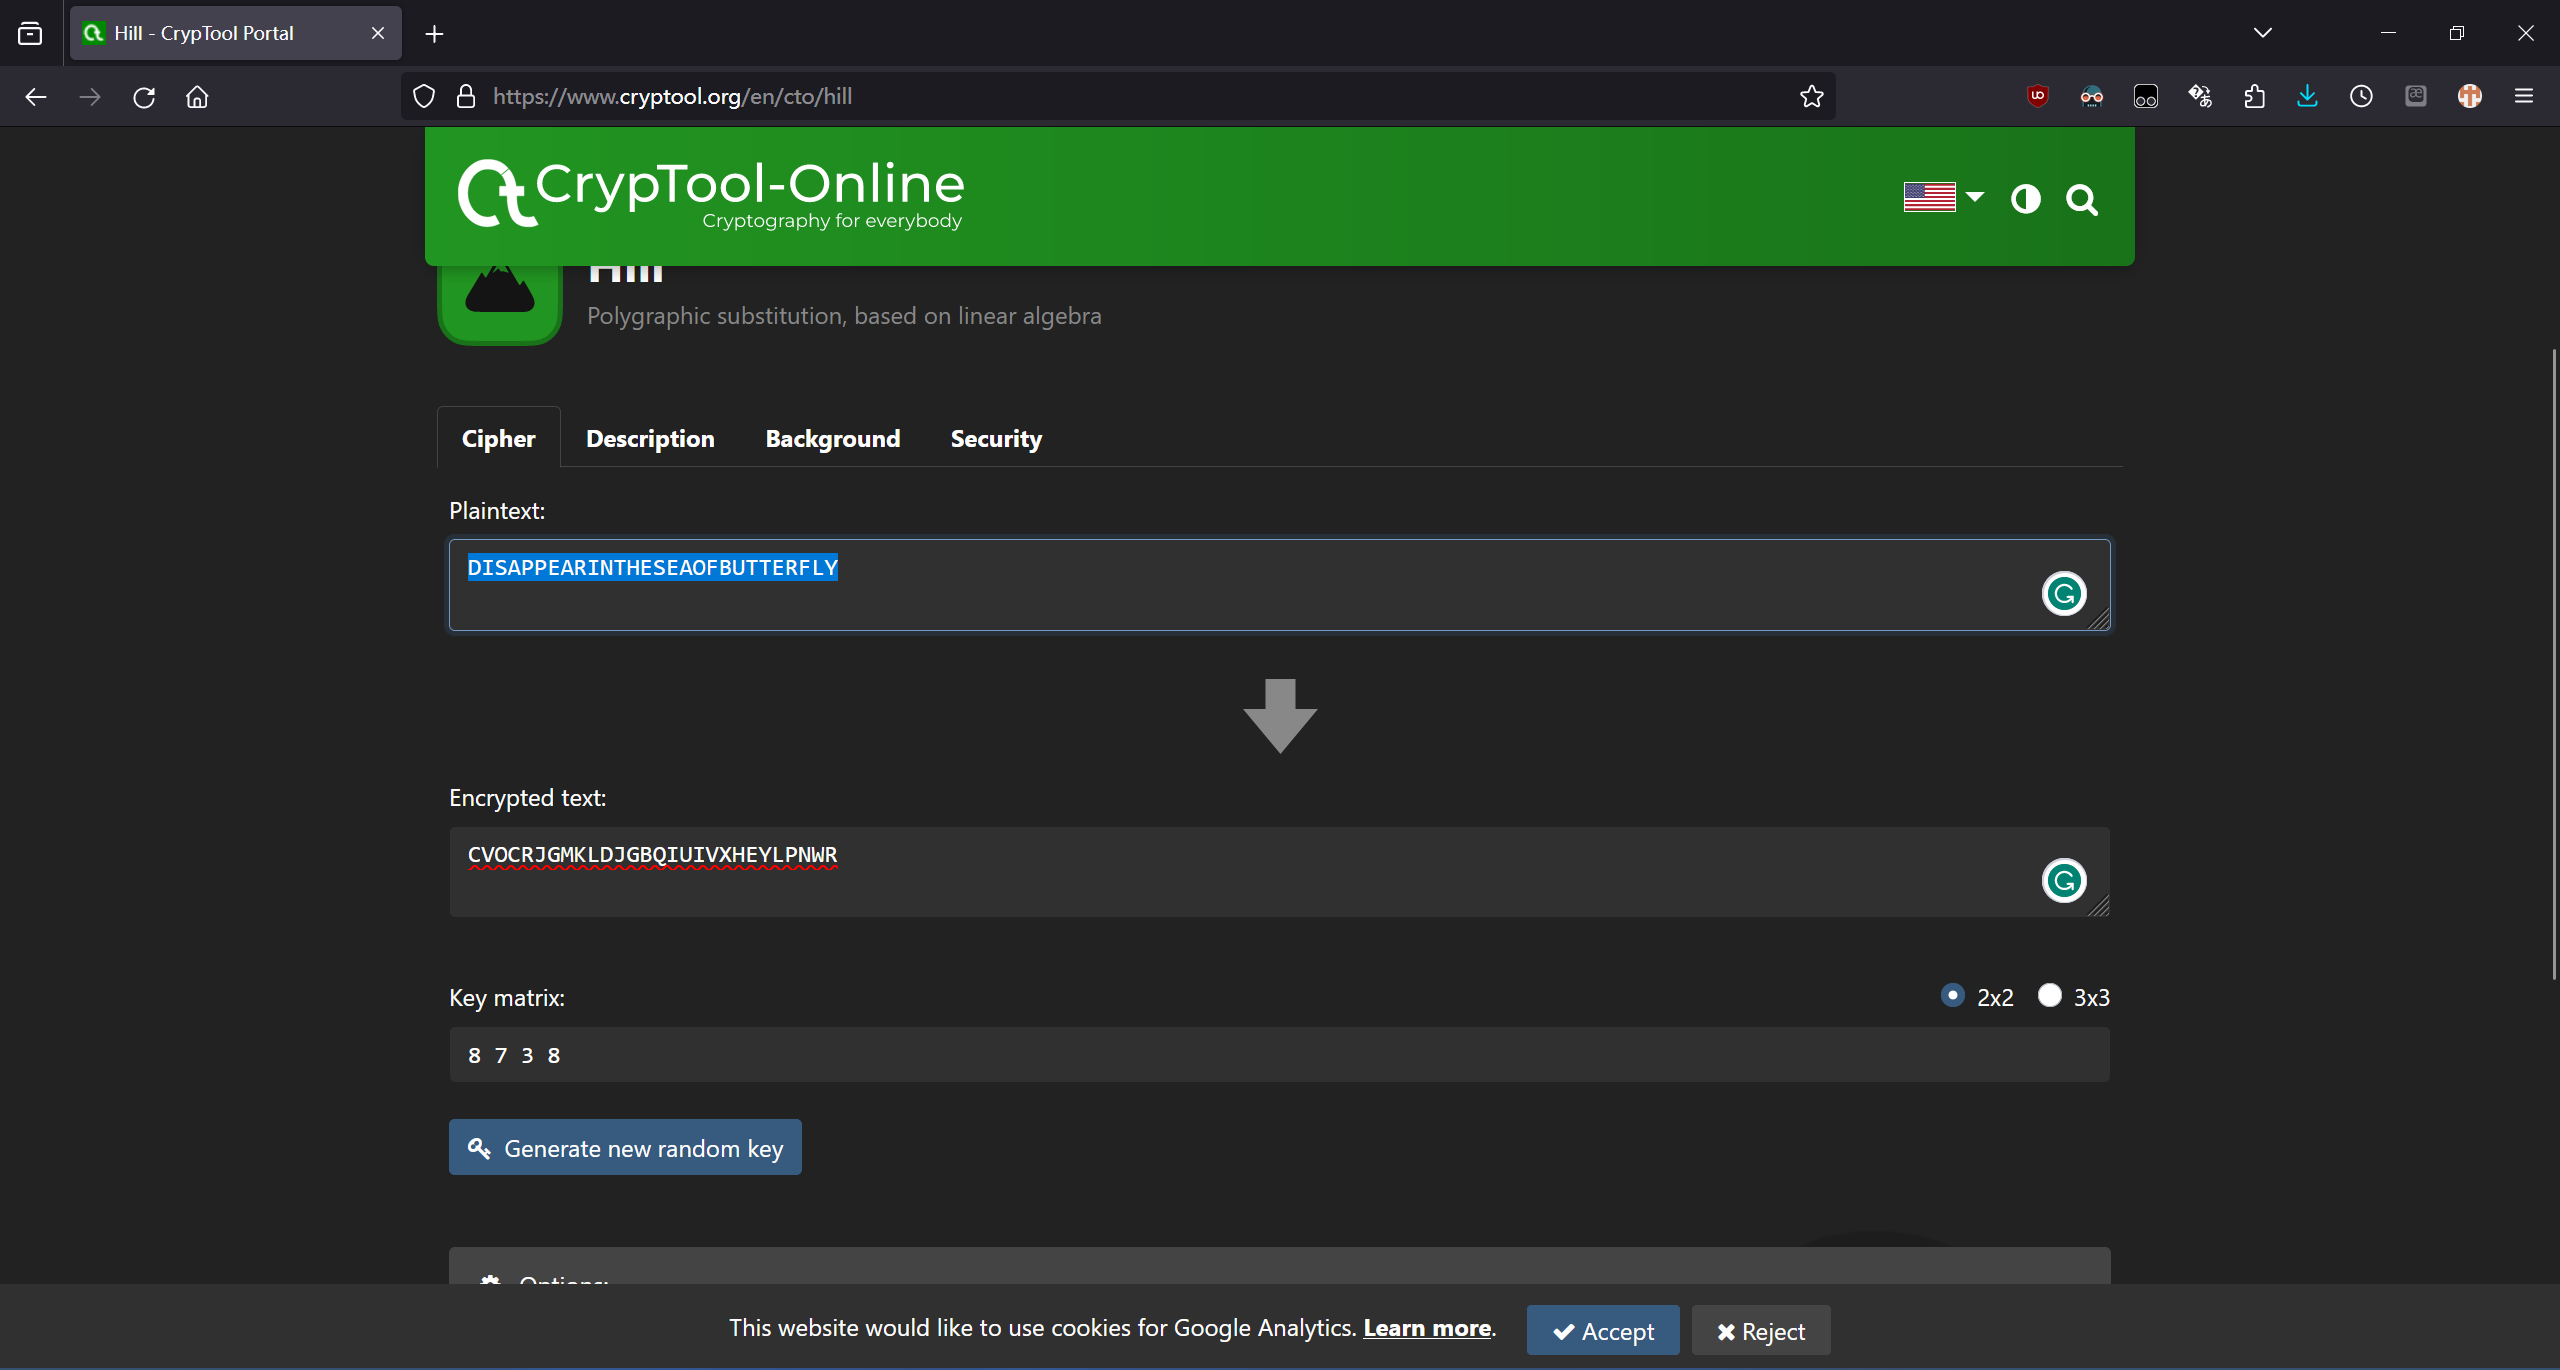 Hill - CrypTool Portal
https://www.cryptool.org/en/cto/hill
CrypTool-Online
Cryptography for everybody
Hill
Polygraphic substitution, based on linear algebra
Cipher Description Background Security
Plaintext:
DISAPPEARINTHESEAOFBUTTERFLY
Encrypted text:
CVOCRJGMKLDJGBQIUIVXHEYLPNWR
Key matrix: 2x2 3x3
8 7 3 8
Generate new random key
Options:
This website would like to use cookies for Google Analytics. Learn more. Accept Reject